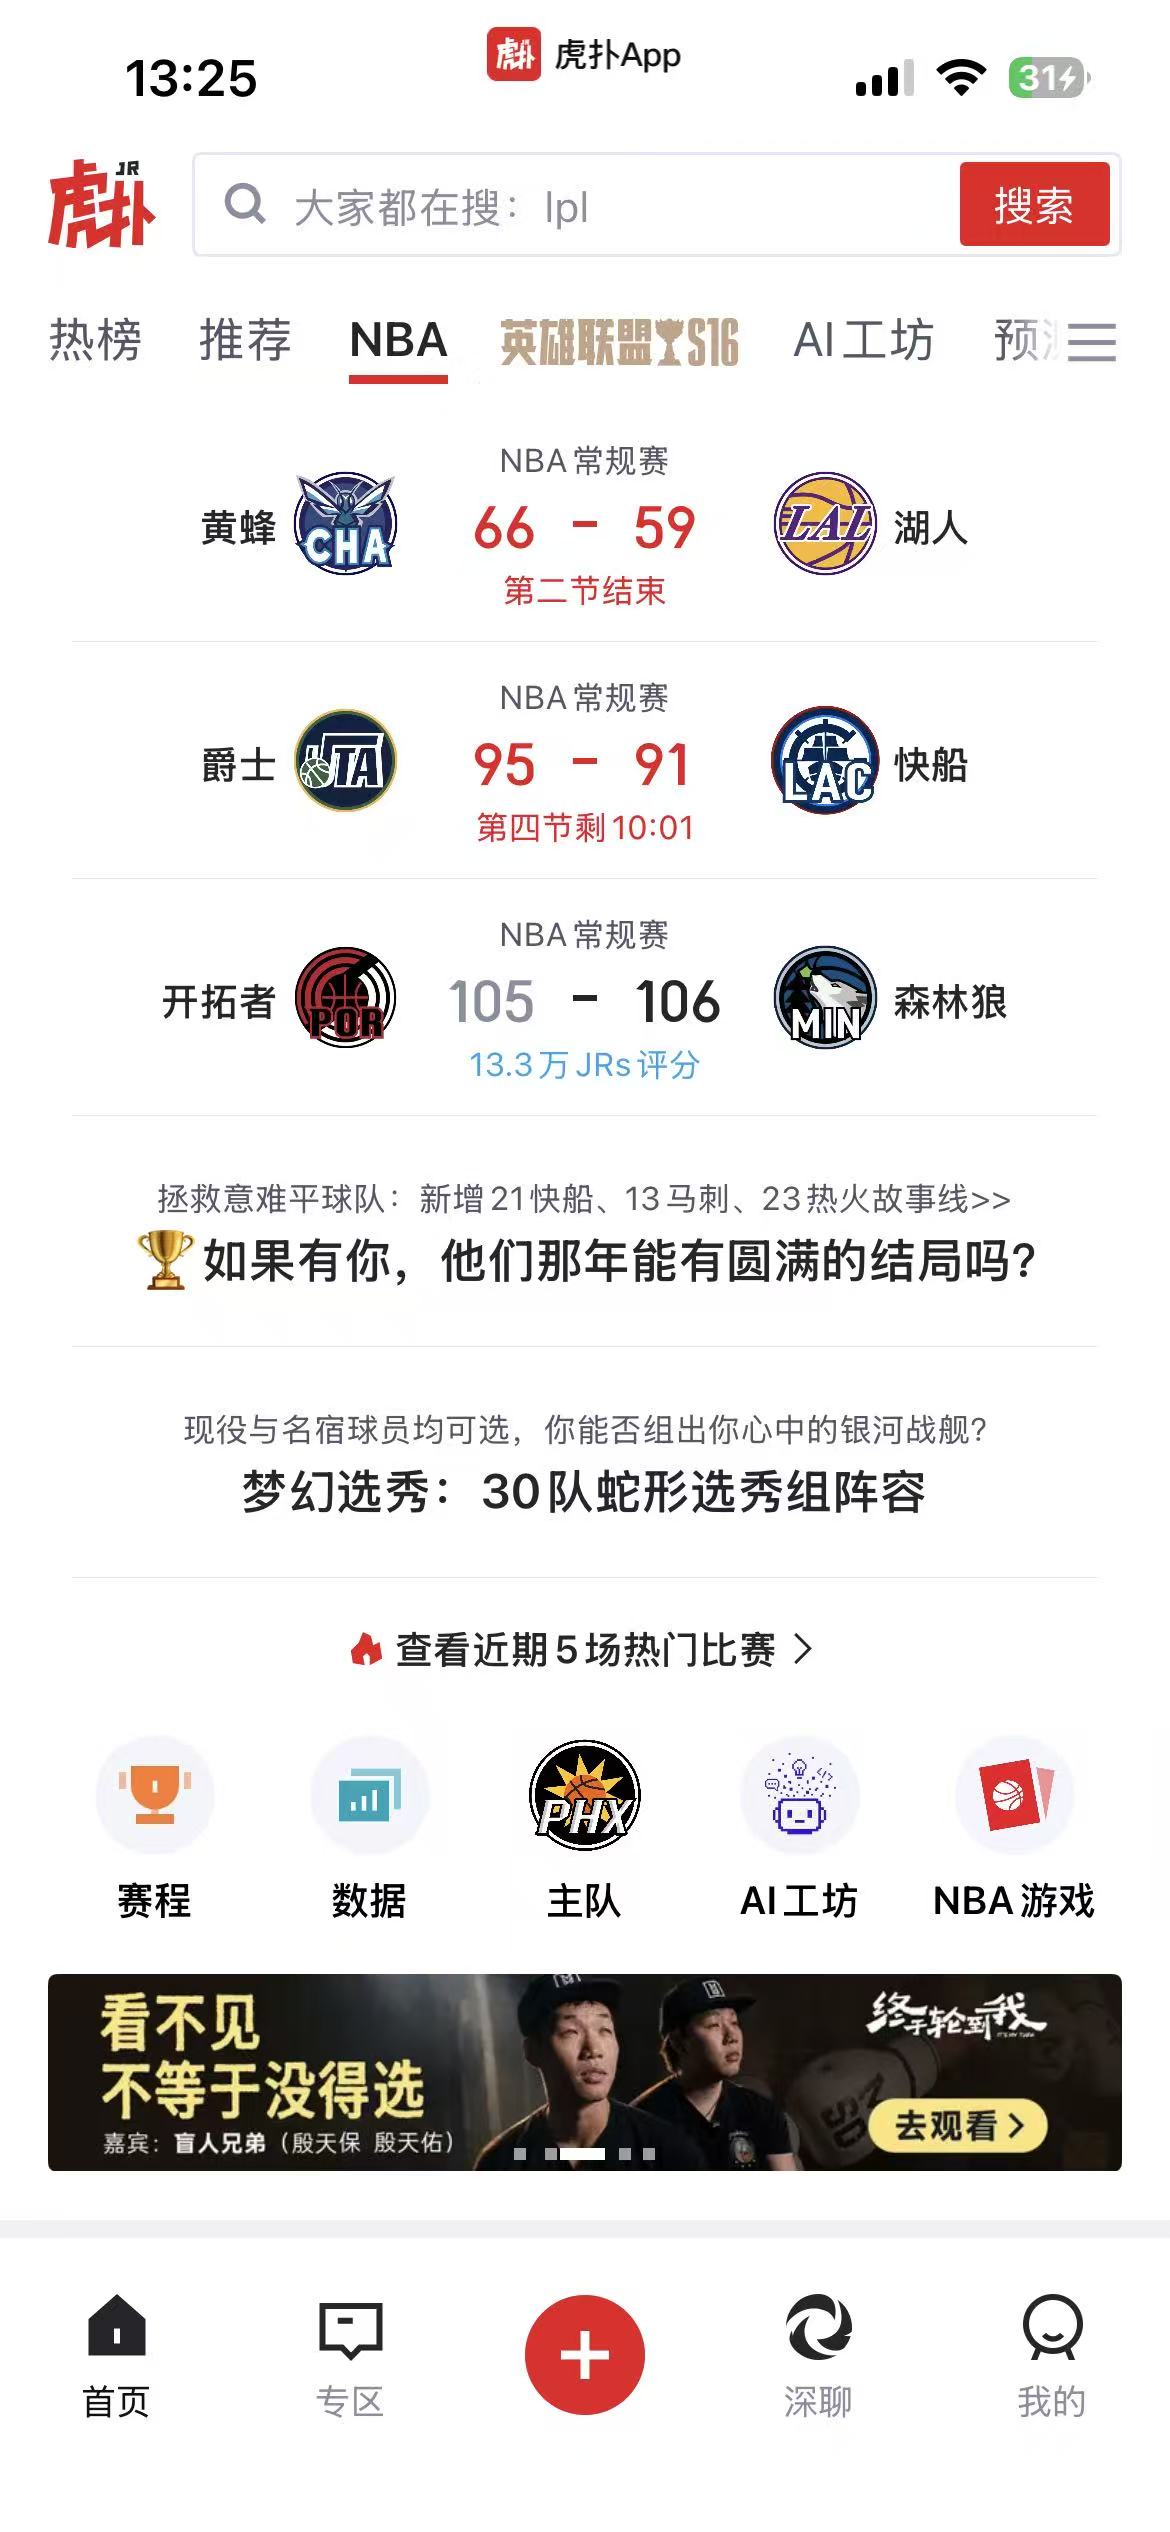 13:25
虎扑App
31
虎扑 JR
大家都在搜：lpl
搜索
热榜 推荐 NBA 英雄联盟S16 AI工坊 预
NBA常规赛
黄蜂 CHA 66 - 59 LAL 湖人
第二节结束
NBA常规赛
爵士 UTA 95 - 91 LAC 快船
第四节剩10:01
NBA常规赛
开拓者 POR 105 - 106 MIN 森林狼
13.3万JRs评分
拯救意难平球队：新增21快船、13马刺、23热火故事线>>
如果有你，他们那年能有圆满的结局吗？
现役与名宿球员均可选，你能否组出你心中的银河战舰？
梦幻选秀：30队蛇形选秀组阵容
查看近期5场热门比赛 >
PHX
赛程 数据 主队 AI工坊 NBA游戏
看不见
不等于没得选
嘉宾：盲人兄弟（殷天保 殷天佑）
终于轮到我
去观看 >
首页 专区 深聊 我的